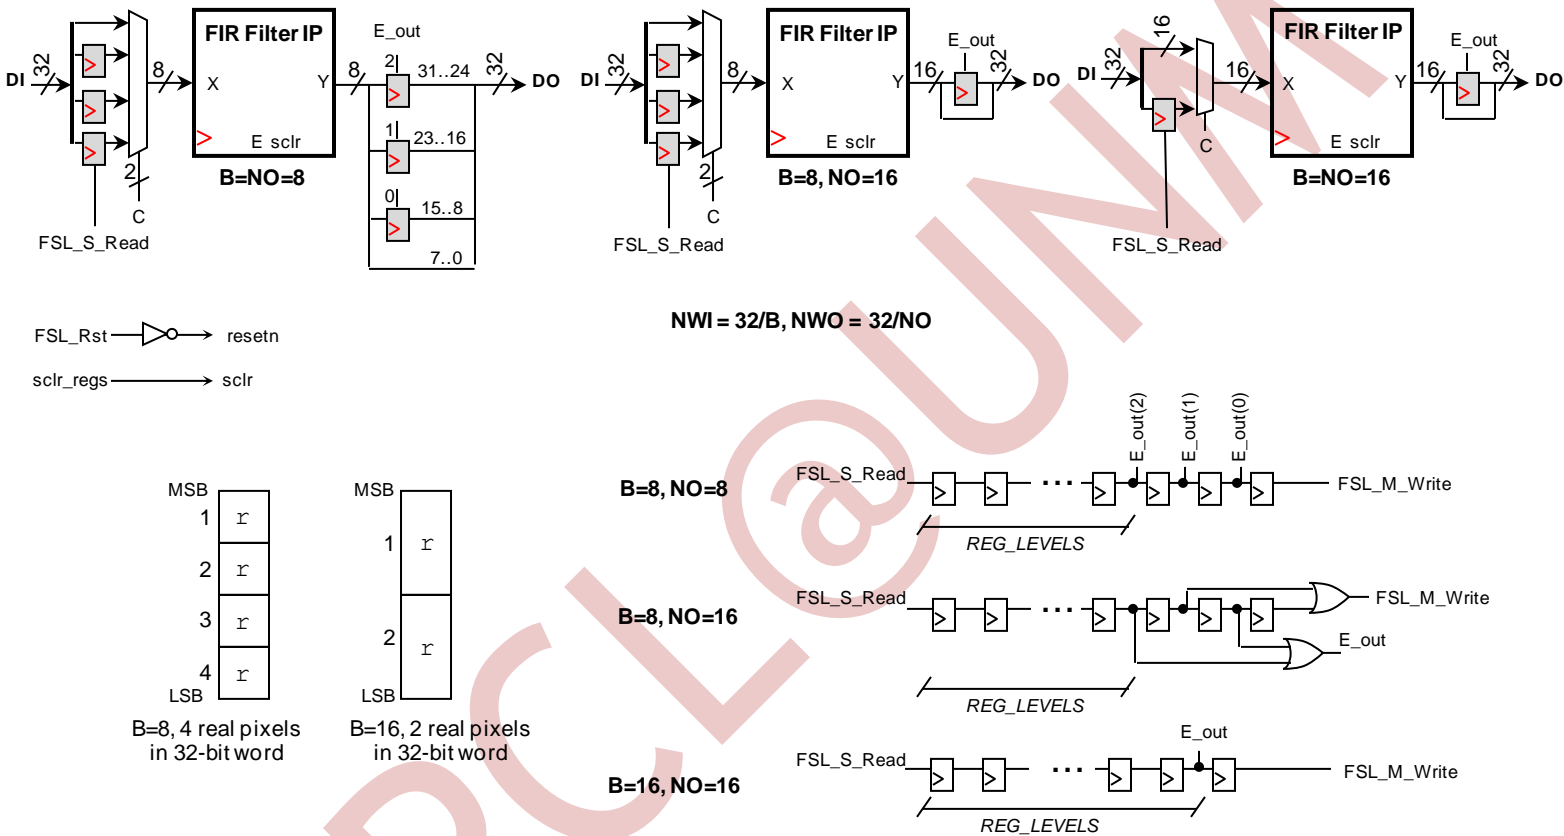 FIR Filter IP
E_out
DI
32
8
X
Y
8
2
31..24
32
DO
1
23..16
0
15..8
7..0
E sclr
B=NO=8
2
C
FSL_S_Read
FIR Filter IP
E_out
DI
32
8
X
Y
16
32
DO
E sclr
B=8, NO=16
2
C
FSL_S_Read
FIR Filter IP
E_out
16
DI
32
16
X
Y
16
32
DO
E sclr
B=NO=16
C
FSL_S_Read
NWI = 32/B, NWO = 32/NO
FSL_Rst
resetn
sclr_regs
sclr
MSB
1 r
2 r
3 r
4 r
LSB
B=8, 4 real pixels
in 32-bit word
MSB
1 r
2 r
LSB
B=16, 2 real pixels
in 32-bit word
E_out(2)
E_out(1)
E_out(0)
B=8, NO=8
FSL_S_Read
...
FSL_M_Write
REG_LEVELS
B=8, NO=16
FSL_S_Read
...
FSL_M_Write
E_out
REG_LEVELS
B=16, NO=16
E_out
FSL_S_Read
...
FSL_M_Write
REG_LEVELS
PCL@UNM